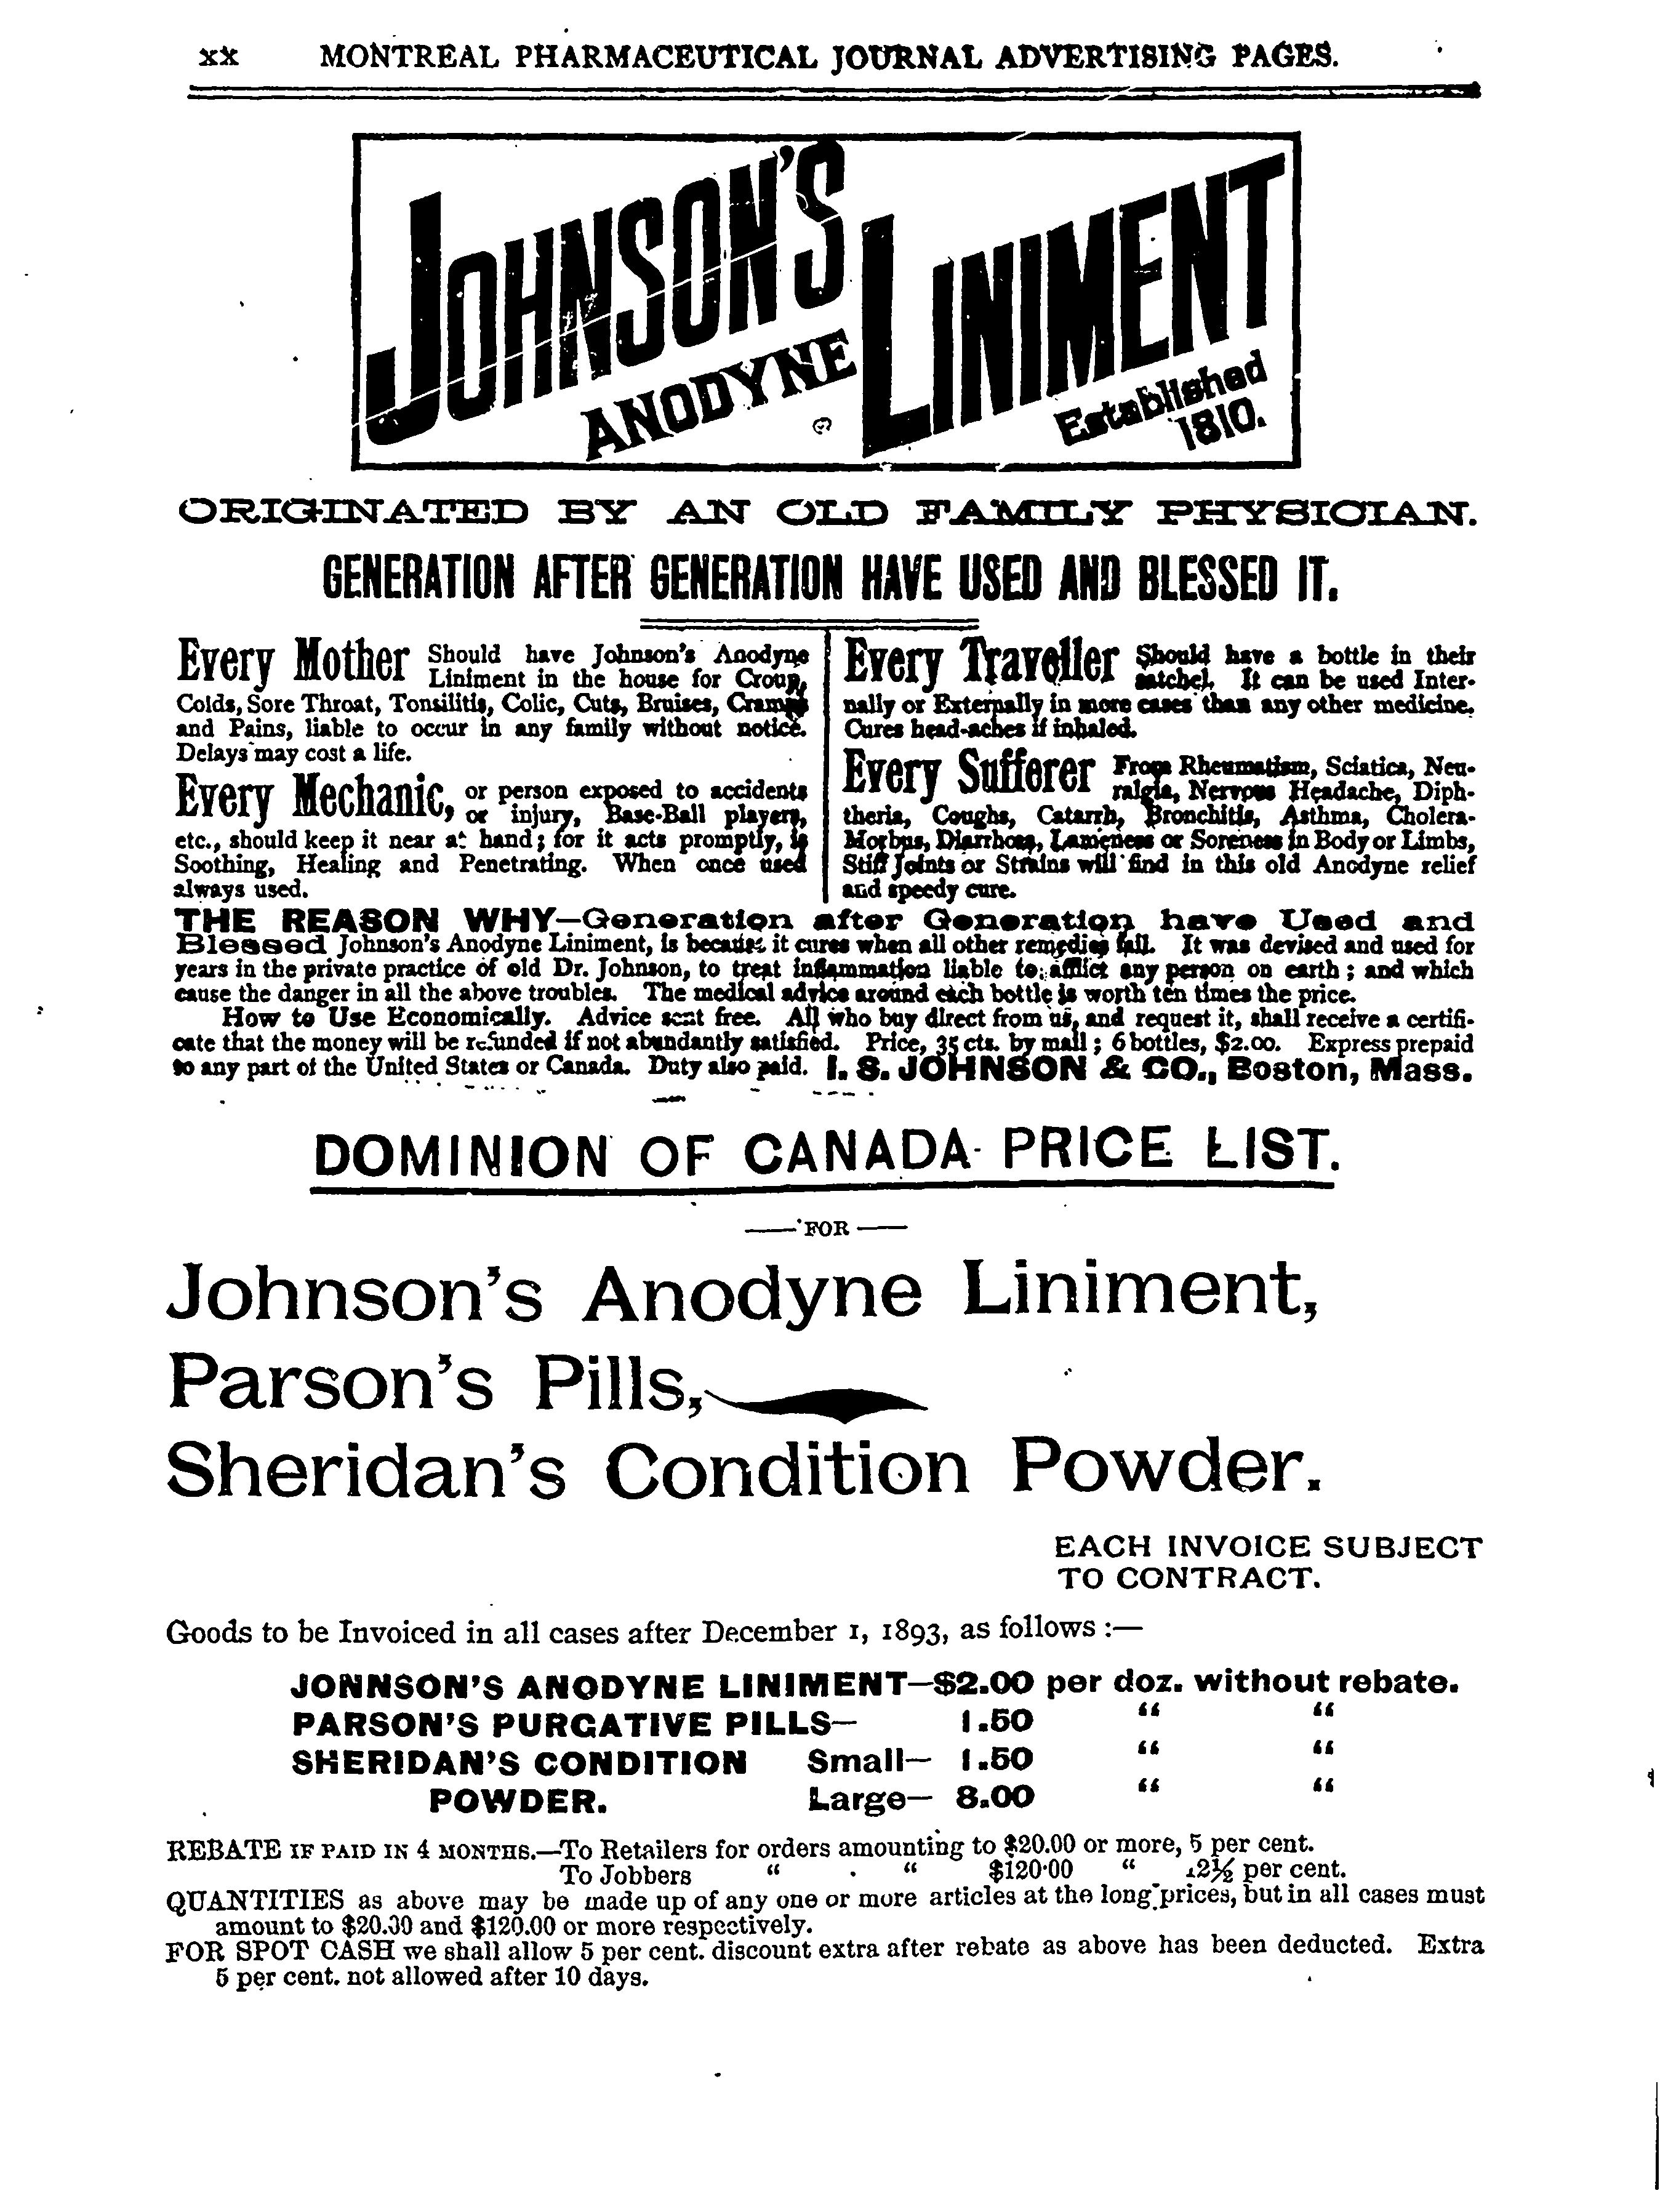 xx MONTREAL PHARMACEUTICAL JOURNAL ADVERTISING PAGES.
JOHNSON'S
ANODYNE
LINIMENT
Established
1810.
ORIGINATED BY AN OLD FAMILY PHYSICIAN.
GENERATION AFTER GENERATION HAVE USED AND BLESSED IT.
Every Mother Should have Johnson's Anodyne
Liniment in the house for Croup,
Colds, Sore Throat, Tonsilitis, Colic, Cuts, Bruises, Cramps
and Pains, liable to occur in any family without notice.
Delays may cost a life.
Every Mechanic, or person exposed to accidents
or injury, Base-Ball players,
etc., should keep it near at hand; for it acts promptly, is
Soothing, Healing and Penetrating. When once used
always used.
Every Traveller Should have a bottle in their
satchel. It can be used Inter-
nally or Externally in more cases than any other medicine.
Cures head-aches if inhaled.
Every Sufferer From Rheumatism, Sciatica, Neu-
ralgia, Nervous Headache, Diph-
theria, Coughs, Catarrh, Bronchitis, Asthma, Cholera-
Morbus, Diarrhoea, Lameness or Soreness in Body or Limbs,
Stiff Joints or Strains will find in this old Anodyne relief
and speedy cure.
THE REASON WHY—Generation after Generation have Used and
Blessed Johnson's Anodyne Liniment, is because it cures when all other remedies fail. It was devised and used for
years in the private practice of old Dr. Johnson, to treat inflammation liable to afflict any person on earth; and which
cause the danger in all the above troubles. The medical advice around each bottle is worth ten times the price.
How to Use Economically. Advice sent free. All who buy direct from us, and request it, shall receive a certifi-
cate that the money will be refunded if not abundantly satisfied. Price, 35 cts. by mail; 6 bottles, $2.00. Express prepaid
to any part of the United States or Canada. Duty also paid. I. S. JOHNSON & CO., Boston, Mass.
DOMINION OF CANADA PRICE LIST.
—FOR—
Johnson's Anodyne Liniment,
Parson's Pills,
Sheridan's Condition Powder.
EACH INVOICE SUBJECT
TO CONTRACT.
Goods to be Invoiced in all cases after December 1, 1893, as follows :—
JONNSON'S ANODYNE LINIMENT—$2.00 per doz. without rebate.
PARSON'S PURGATIVE PILLS— 1.50 “ “
SHERIDAN'S CONDITION Small— 1.50 “ “
POWDER. Large— 8.00 “ “
REBATE IF PAID IN 4 MONTHS.—To Retailers for orders amounting to $20.00 or more, 5 per cent.
To Jobbers “ “ $120.00 “ 12½ per cent.
QUANTITIES as above may be made up of any one or more articles at the long prices, but in all cases must
amount to $20.00 and $120.00 or more respectively.
FOR SPOT CASH we shall allow 5 per cent. discount extra after rebate as above has been deducted. Extra
5 per cent. not allowed after 10 days.